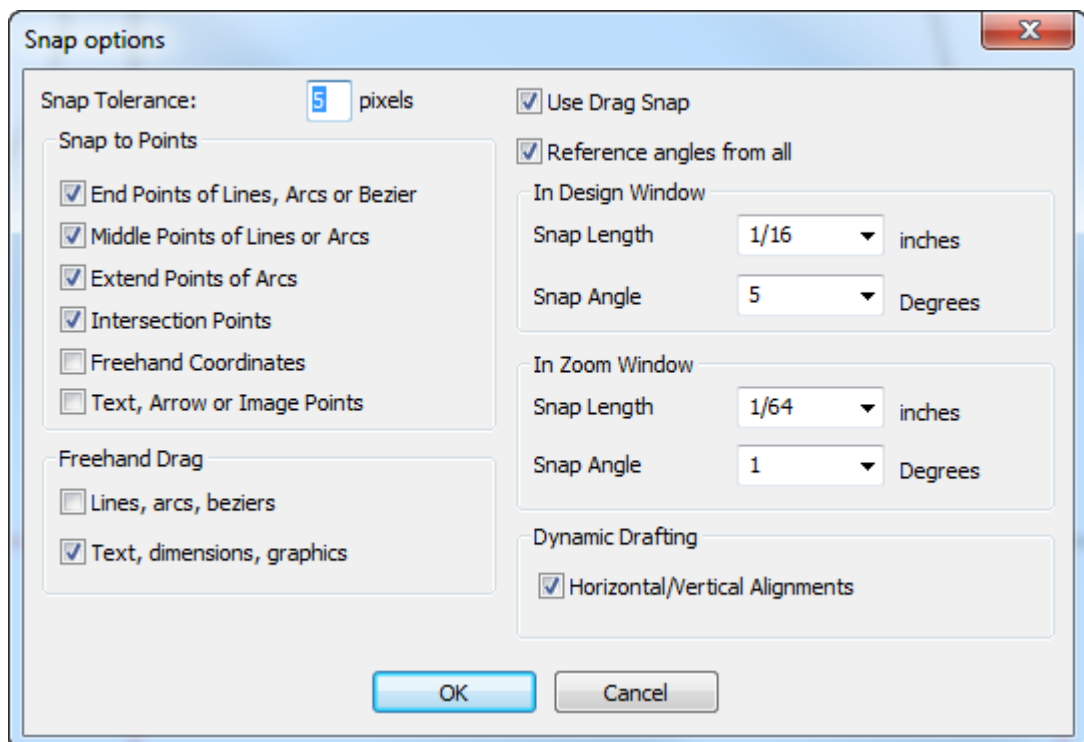 Snap options
Snap Tolerance: 5 pixels
Snap to Points
End Points of Lines, Arcs or Bezier
Middle Points of Lines or Arcs
Extend Points of Arcs
Intersection Points
Freehand Coordinates
Text, Arrow or Image Points
Freehand Drag
Lines, arcs, beziers
Text, dimensions, graphics
Use Drag Snap
Reference angles from all
In Design Window
Snap Length 1/16 inches
Snap Angle 5 Degrees
In Zoom Window
Snap Length 1/64 inches
Snap Angle 1 Degrees
Dynamic Drafting
Horizontal/Vertical Alignments
OK Cancel